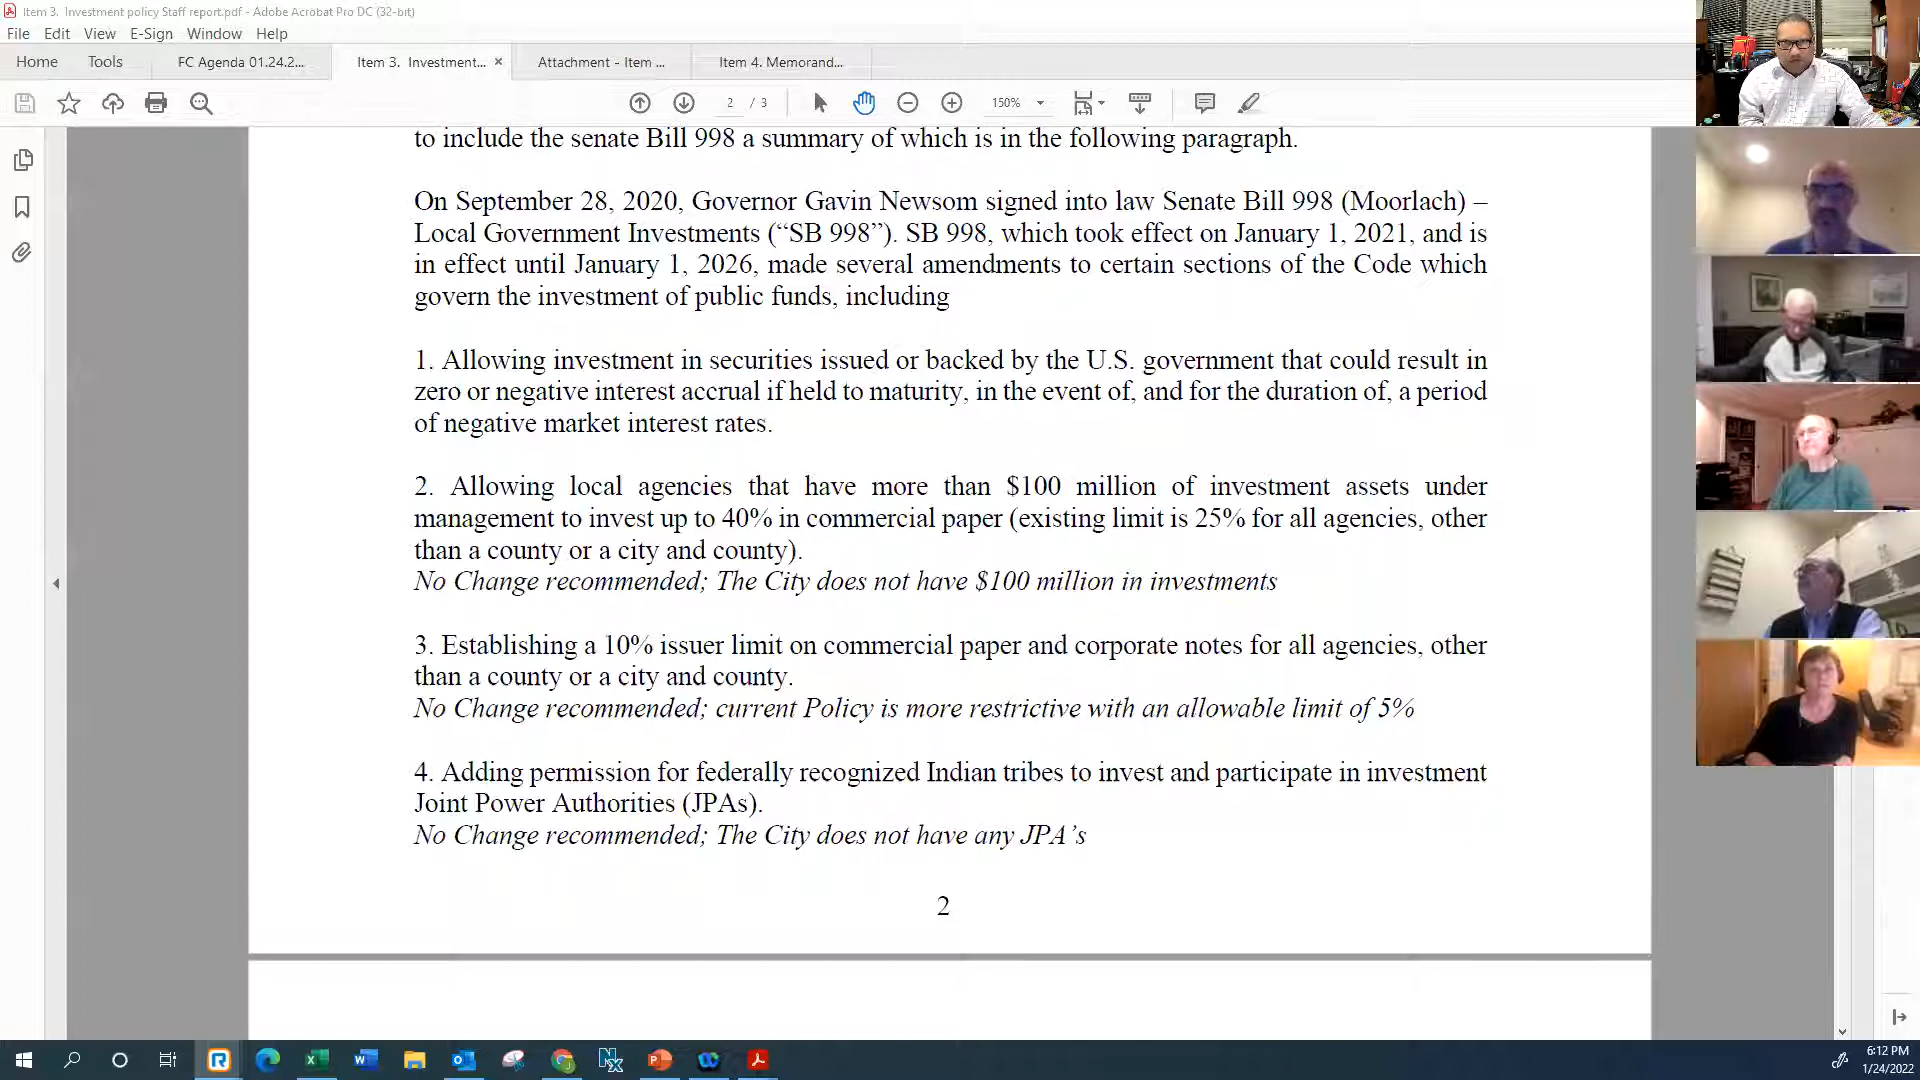 Item 3.  Investment policy Staff report.pdf - Adobe Acrobat Pro DC (32-bit)
File Edit View E-Sign Window Help
Home Tools FC Agenda 01.24.2... Item 3.  Investment... × Attachment - Item ... Item 4. Memorand...
2 / 3 150%
to include the senate Bill 998 a summary of which is in the following paragraph.
On September 28, 2020, Governor Gavin Newsom signed into law Senate Bill 998 (Moorlach) –
Local Government Investments (“SB 998”). SB 998, which took effect on January 1, 2021, and is
in effect until January 1, 2026, made several amendments to certain sections of the Code which
govern the investment of public funds, including
1. Allowing investment in securities issued or backed by the U.S. government that could result in
zero or negative interest accrual if held to maturity, in the event of, and for the duration of, a period
of negative market interest rates.
2. Allowing local agencies that have more than $100 million of investment assets under
management to invest up to 40% in commercial paper (existing limit is 25% for all agencies, other
than a county or a city and county).
No Change recommended; The City does not have $100 million in investments
3. Establishing a 10% issuer limit on commercial paper and corporate notes for all agencies, other
than a county or a city and county.
No Change recommended; current Policy is more restrictive with an allowable limit of 5%
4. Adding permission for federally recognized Indian tribes to invest and participate in investment
Joint Power Authorities (JPAs).
No Change recommended; The City does not have any JPA’s
2
6:12 PM
1/24/2022